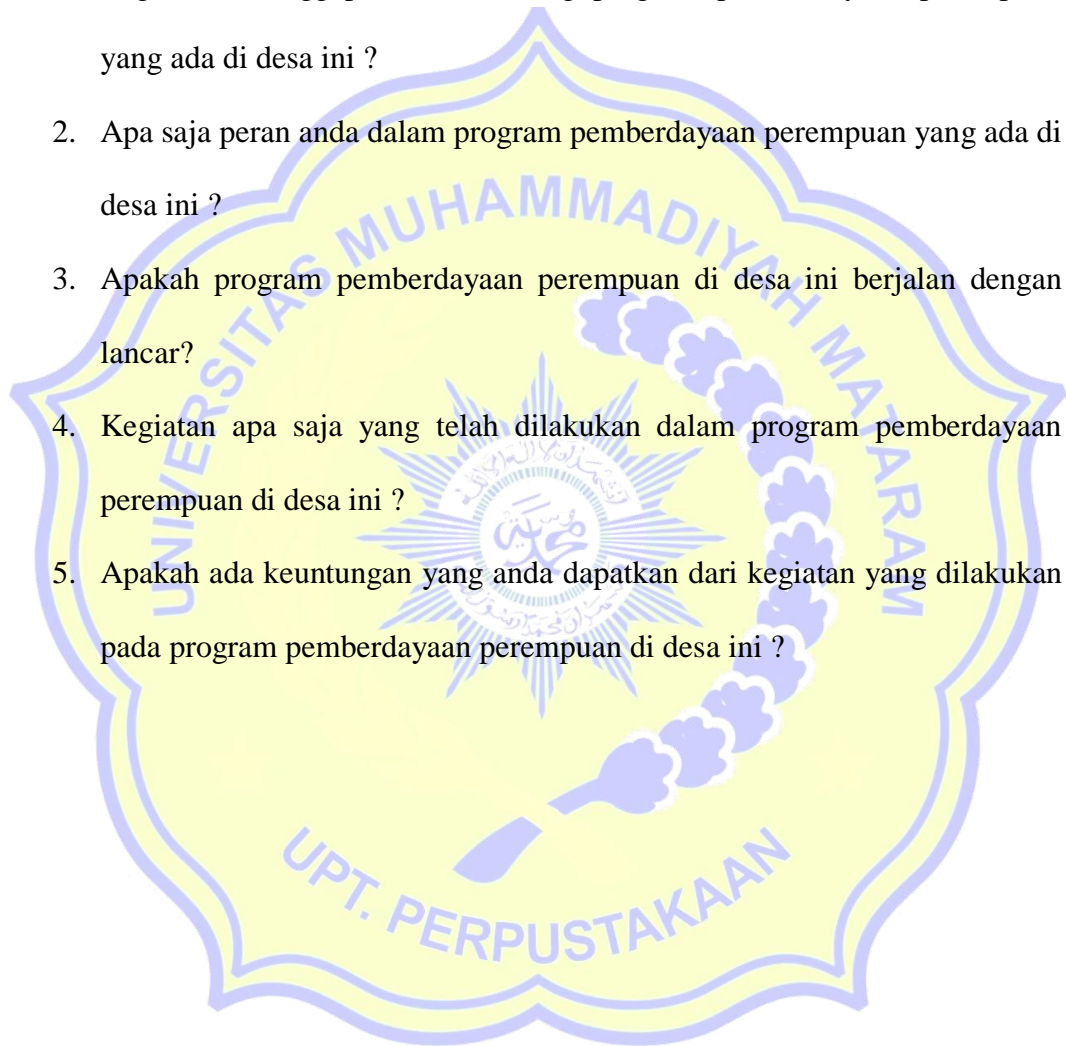 yang ada di desa ini ?
2. Apa saja peran anda dalam program pemberdayaan perempuan yang ada di
desa ini ?
3. Apakah program pemberdayaan perempuan di desa ini berjalan dengan
lancar?
4. Kegiatan apa saja yang telah dilakukan dalam program pemberdayaan
perempuan di desa ini ?
5. Apakah ada keuntungan yang anda dapatkan dari kegiatan yang dilakukan
pada program pemberdayaan perempuan di desa ini ?
UNIVERSITAS MUHAMMADIYAH MATARAM
UPT. PERPUSTAKAAN